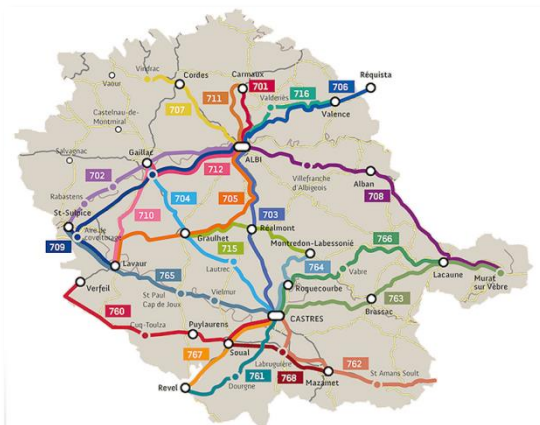 Cordes
Carmaux
Réquista
Vindrac
701
Vaour
711
Valderiès
716
706
707
Valence
Castelnau-de-
Montmiral
Salvagnac
Gaillac
ALBI
712
702
Villefranche
d'Albigeois
Alban
Rabastens
704
705
708
St-Sulpice
710
703
Aire de
covoiturage
Réalmont
Graulhet
Montredon-Labessonié
766
709
715
Lavaur
764
Lautrec
Vabre
Lacaune
Murat
sur Vèbre
765
Verfeil
Roquecourbe
763
St Paul
Cap de Joux
Vielmur
Brassac
760
CASTRES
Cuq-Toulza
Puylaurens
767
Soual
Labruguière
762
761
768
Mazamet
St Amans Soult
Revel
Dourgne